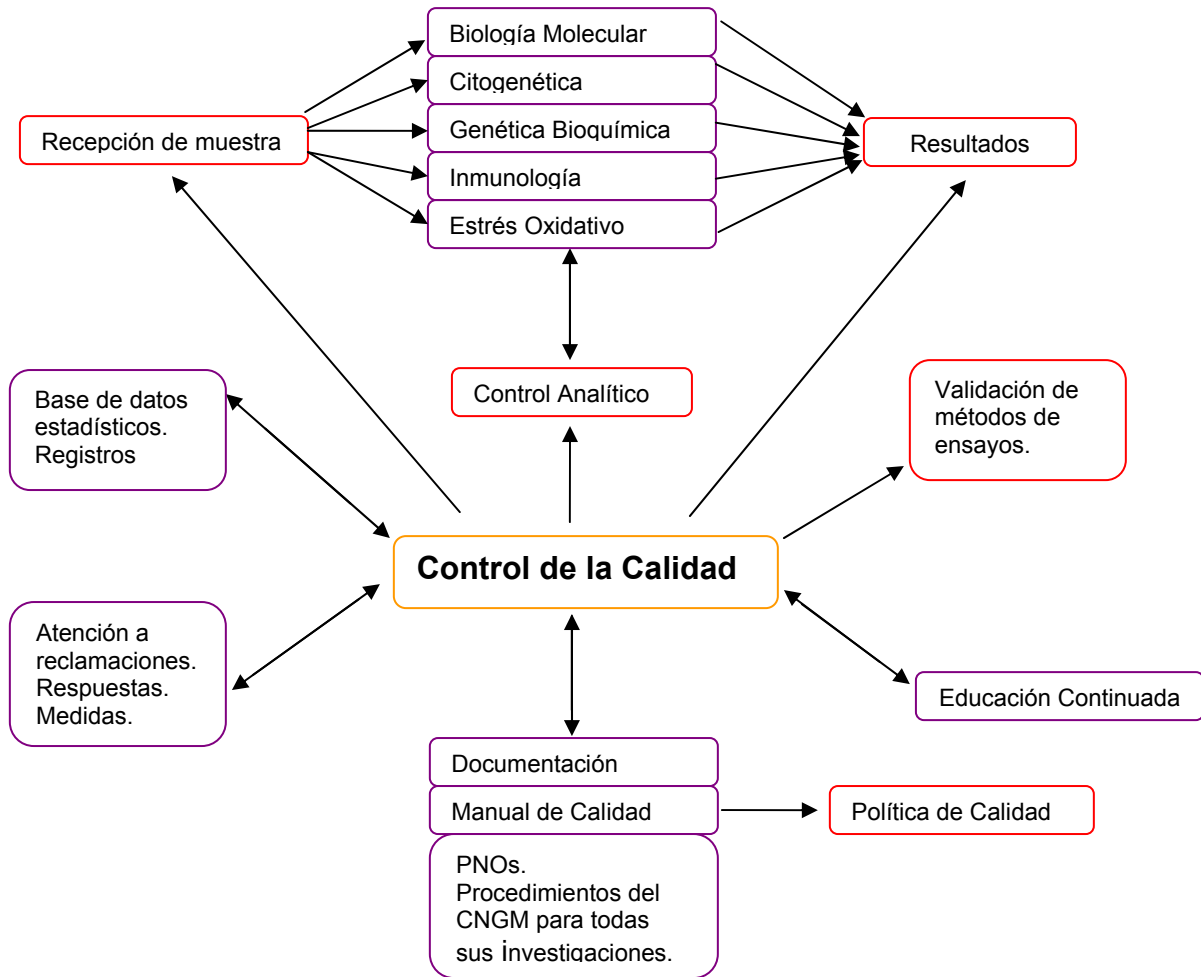 Biología Molecular
Citogenética
Recepción de muestra
Genética Bioquímica
Resultados
Inmunología
Estrés Oxidativo
Base de datos
estadísticos.
Registros
Control Analítico
Validación de
métodos de
ensayos.
Control de la Calidad
Atención a
reclamaciones.
Respuestas.
Medidas.
Educación Continuada
Documentación
Manual de Calidad
Política de Calidad
PNOs.
Procedimientos del
CNGM para todas
sus investigaciones.